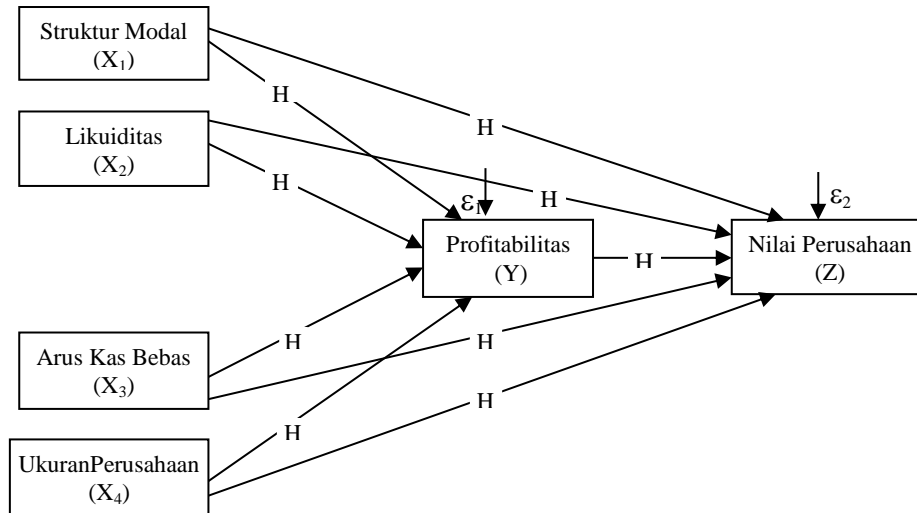 Struktur Modal
(X₁)
H
H
Likuiditas
(X₂)
H
H
ε₁
ε₂
Profitabilitas
(Y)
H
Nilai Perusahaan
(Z)
H
H
Arus Kas Bebas
(X₃)
H
H
UkuranPerusahaan
(X₄)